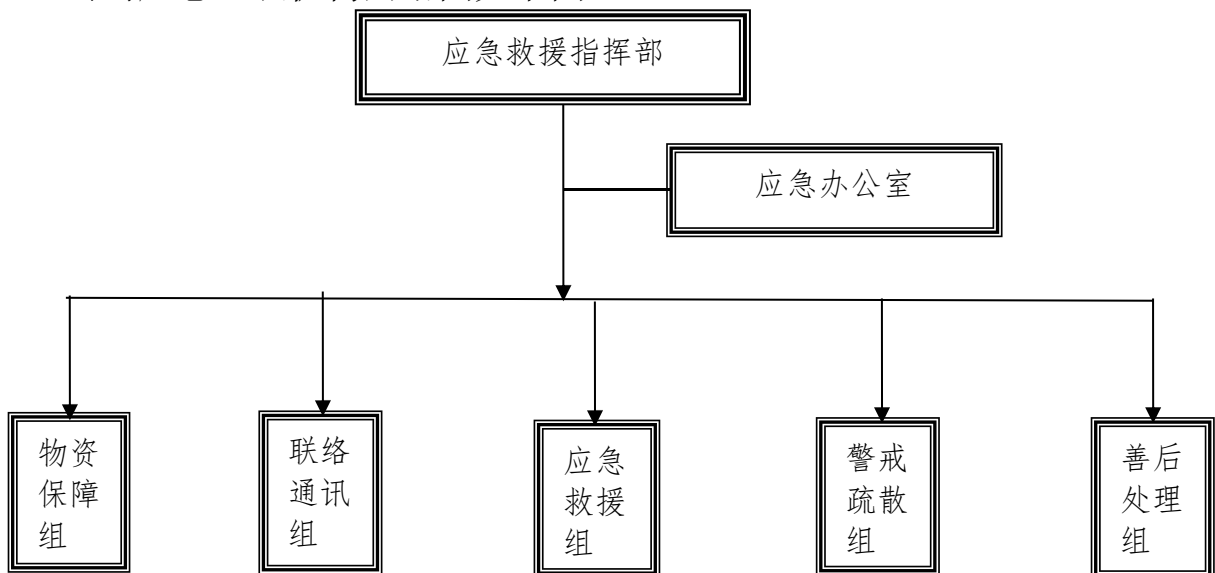 应急救援指挥部
应急办公室
物资
保障
组
联络
通讯
组
应急
救援
组
警戒
疏散
组
善后
处理
组